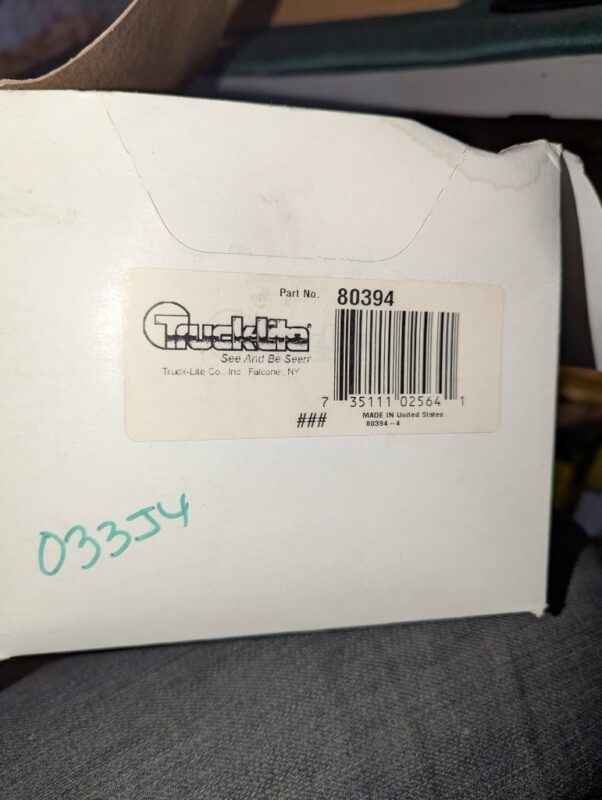 Part No. 80394
Truck-Lite®
See And Be Seen
Truck-Lite Co., Inc. Falconer, NY
7 35111 02564 1
### MADE IN United States
80394--4
033J4